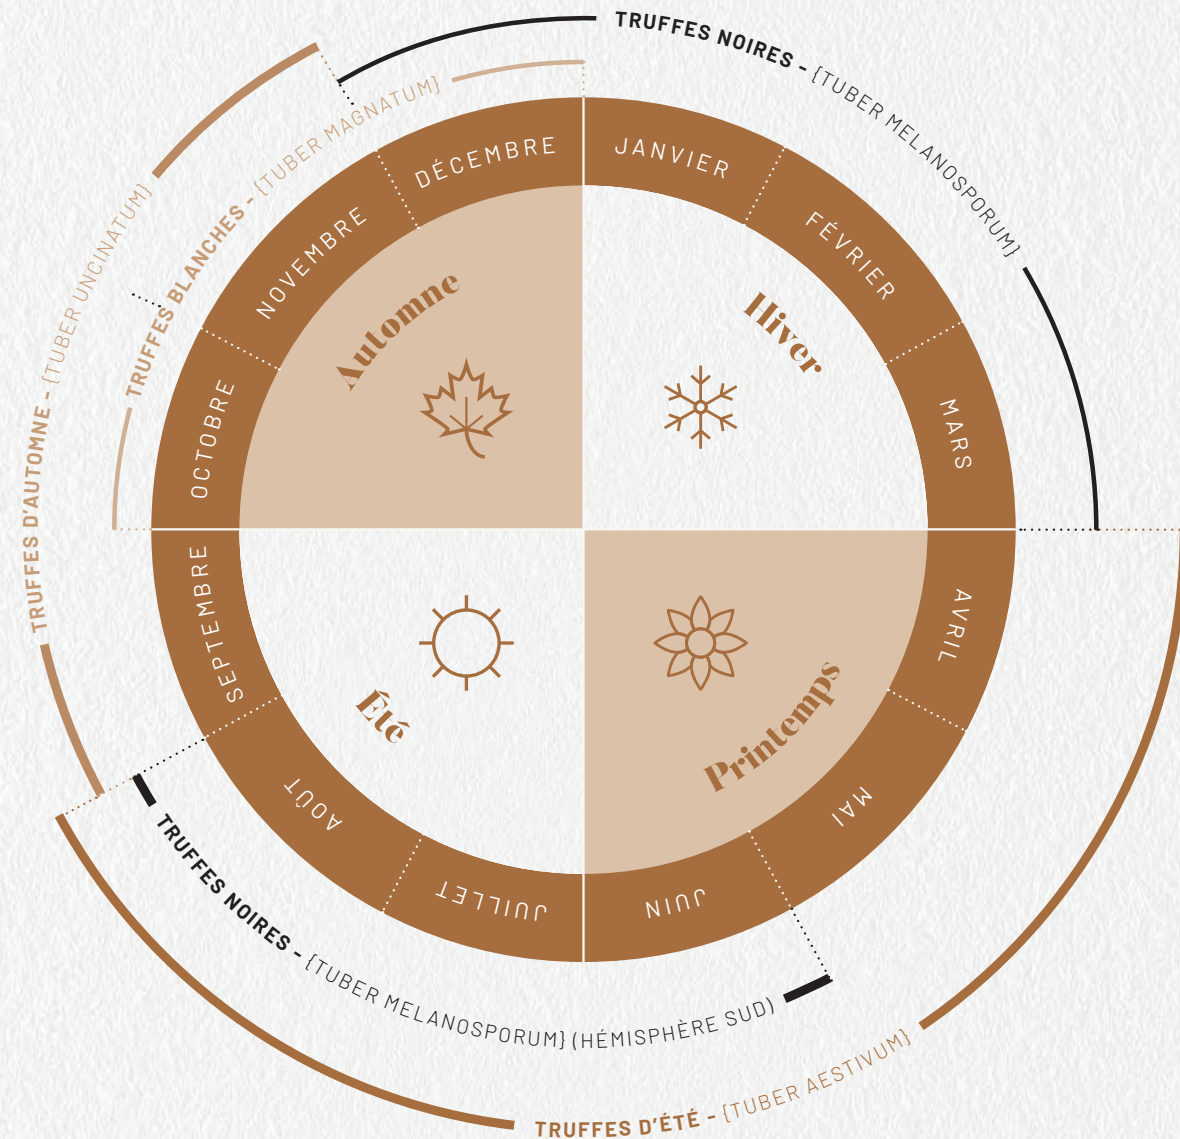 TRUFFES NOIRES - {TUBER MELANOSPORUM}
{TUBER MAGNATUM}
TRUFFES BLANCHES -
TRUFFES D'AUTOMNE - {TUBER UNCINATUM}
JANVIER
FÉVRIER
MARS
AVRIL
MAI
JUIN
JUILLET
AOÛT
SEPTEMBRE
OCTOBRE
NOVEMBRE
DÉCEMBRE
Automne
Hiver
Été
Printemps
TRUFFES NOIRES - {TUBER MELANOSPORUM} (HÉMISPHÈRE SUD)
TRUFFES D'ÉTÉ - {TUBER AESTIVUM}